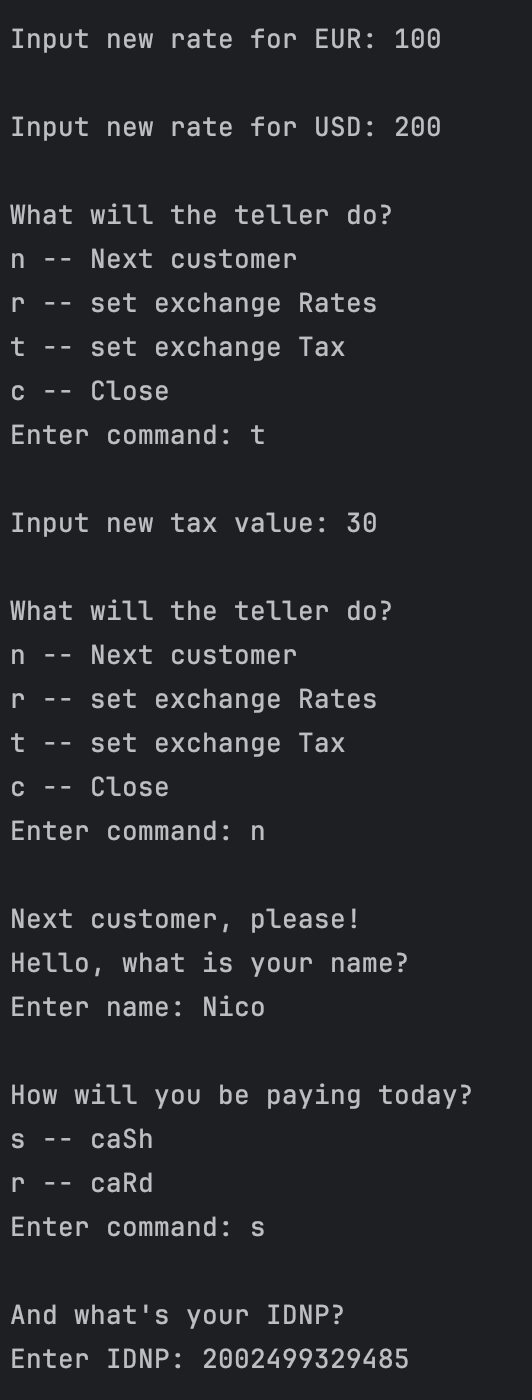 Input new rate for EUR: 100
Input new rate for USD: 200
What will the teller do?
n -- Next customer
r -- set exchange Rates
t -- set exchange Tax
c -- Close
Enter command: t
Input new tax value: 30
What will the teller do?
n -- Next customer
r -- set exchange Rates
t -- set exchange Tax
c -- Close
Enter command: n
Next customer, please!
Hello, what is your name?
Enter name: Nico
How will you be paying today?
s -- caSh
r -- caRd
Enter command: s
And what's your IDNP?
Enter IDNP: 2002499329485